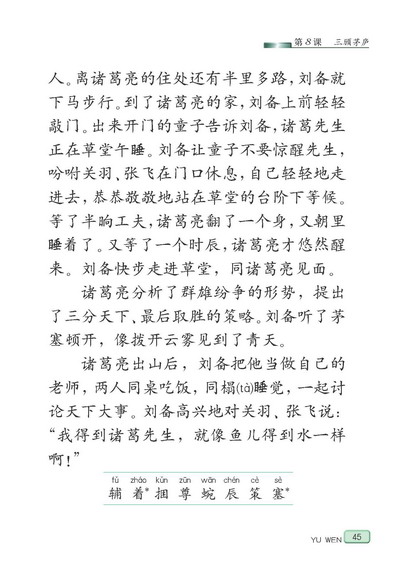 第8课 三顾茅庐
人。离诸葛亮的住处还有半里多路，刘备就
下马步行。到了诸葛亮的家，刘备上前轻轻
敲门。出来开门的童子告诉刘备，诸葛先生
正在草堂午睡。刘备让童子不要惊醒先生，
吩咐关羽、张飞在门口休息，自己轻轻地走
进去，恭恭敬敬地站在草堂的台阶下等候。
等了半晌工夫，诸葛亮翻了一个身，又朝里
睡着了。又等了一个时辰，诸葛亮才悠然醒
来。刘备快步走进草堂，同诸葛亮见面。
诸葛亮分析了群雄纷争的形势，提出
了三分天下、最后取胜的策略。刘备听了茅
塞顿开，像拨开云雾见到了青天。
诸葛亮出山后，刘备把他当做自己的
老师，两人同桌吃饭，同榻(tà)睡觉，一起讨
论天下大事。刘备高兴地对关羽、张飞说：
“我得到诸葛先生，就像鱼儿得到水一样
啊！”
fǔ zháo kǔn zūn wān chén cè sè
辅 着* 捆 尊 蜿 辰 策 塞*
YU WEN 45